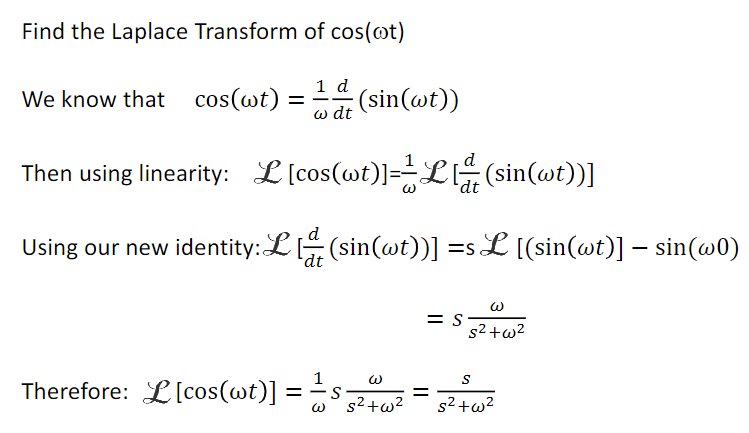 Find the Laplace Transform of cos(ωt)
We know that cos(ωt) = 1/ω d/dt (sin(ωt))
Then using linearity: ℒ [cos(ωt)]=1/ω ℒ [d/dt (sin(ωt))]
Using our new identity: ℒ [d/dt (sin(ωt))] =s ℒ [(sin(ωt)] − sin(ω0)
= s ω/(s²+ω²)
Therefore: ℒ [cos(ωt)] = 1/ω s ω/(s²+ω²) = s/(s²+ω²)